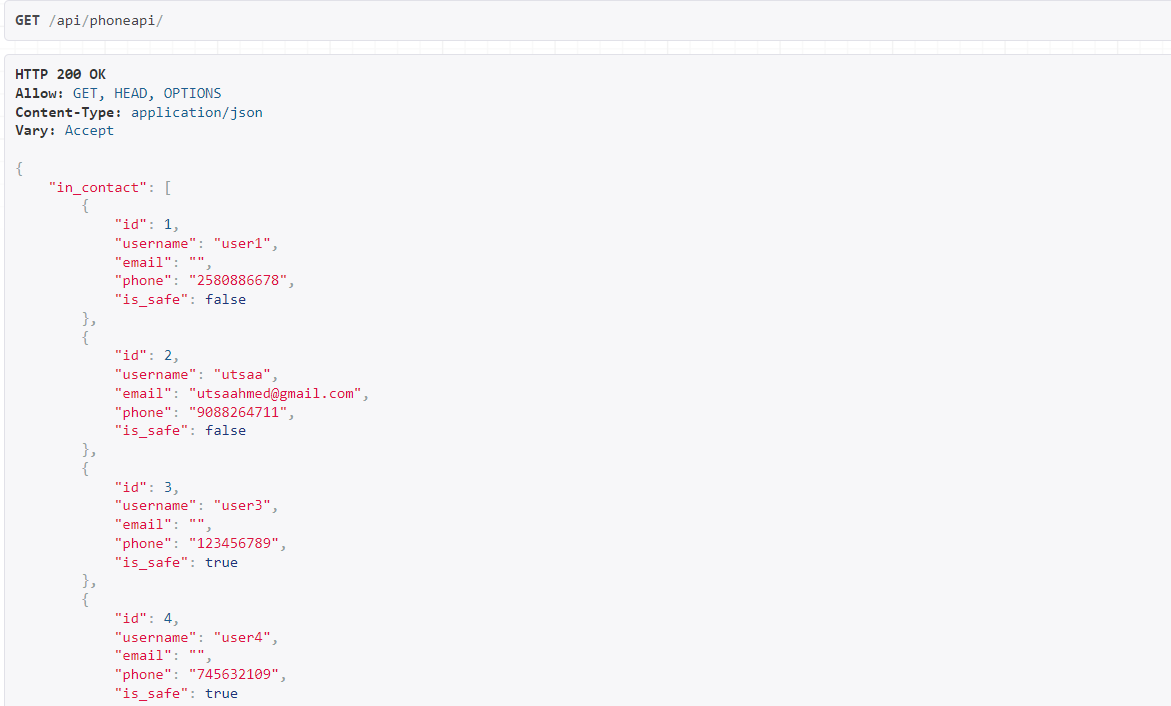 GET /api/phoneapi/
HTTP 200 OK
Allow: GET, HEAD, OPTIONS
Content-Type: application/json
Vary: Accept
{
"in_contact": [
{
"id": 1,
"username": "user1",
"email": "",
"phone": "2580886678",
"is_safe": false
},
{
"id": 2,
"username": "utsaa",
"email": "utsaahmed@gmail.com",
"phone": "9088264711",
"is_safe": false
},
{
"id": 3,
"username": "user3",
"email": "",
"phone": "123456789",
"is_safe": true
},
{
"id": 4,
"username": "user4",
"email": "",
"phone": "745632109",
"is_safe": true